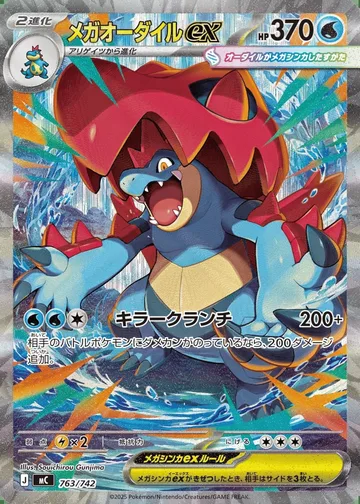 2進化
メガオーダイルex
HP370
アリゲイツから進化
オーダイルがメガシンカしたすがた
キラークランチ 200+
相手のバトルポケモンにダメカンがのっているなら、200ダメージ
追加。
弱点 ×2 抵抗力 にげる
Illus. Souichirou Gunjima
メガシンカexルール
メガシンカexがきぜつしたとき、相手はサイドを3枚とる。
J MC 763/742
©2025 Pokémon/Nintendo/Creatures/GAME FREAK.